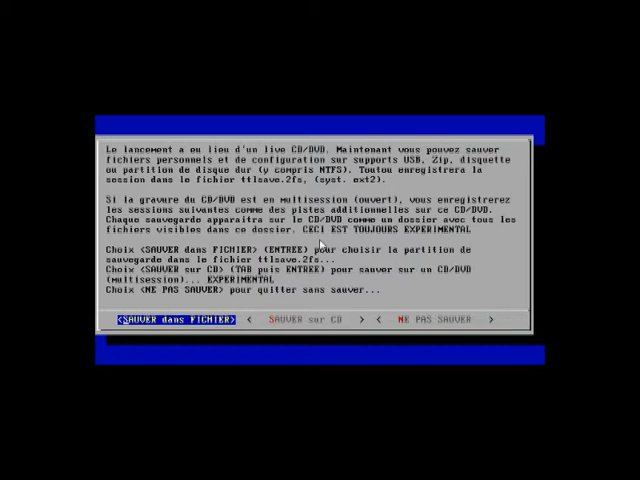 Le lancement a eu lieu d'un live CD/DVD. Maintenant vous pouvez sauver
fichiers personnels et de configuration sur supports USB, Zip, disquette
ou partition de disque dur (y compris NTFS). Toutou enregistrera la
session dans le fichier ttlsave.2fs, (syst. ext2).
Si la gravure du CD/DVD est en multisession (ouvert), vous enregistrerez
les sessions suivantes comme des pistes additionnelles sur ce CD/DVD.
Chaque sauvegarde apparaitra sur le CD/DVD comme un dossier avec tous les
fichiers visibles dans ce dossier. CECI EST TOUJOURS EXPERIMENTAL
Choix <SAUVER dans FICHIER> (ENTREE) pour choisir la partition de
sauvegarde dans le fichier ttlsave.2fs...
Choix <SAUVER sur CD> (TAB puis ENTREE) pour sauver sur un CD/DVD
(multisession)... EXPERIMENTAL
Choix <NE PAS SAUVER> pour quitter sans sauver...
<SAUVER dans FICHIER> < SAUVER sur CD > < NE PAS SAUVER >